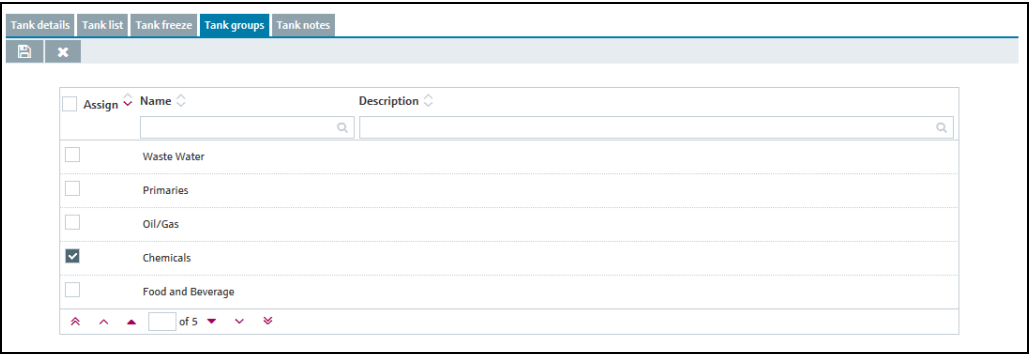 Tank details Tank list Tank freeze Tank groups Tank notes
Assign Name Description
Waste Water
Primaries
Oil/Gas
Chemicals
Food and Beverage
of 5